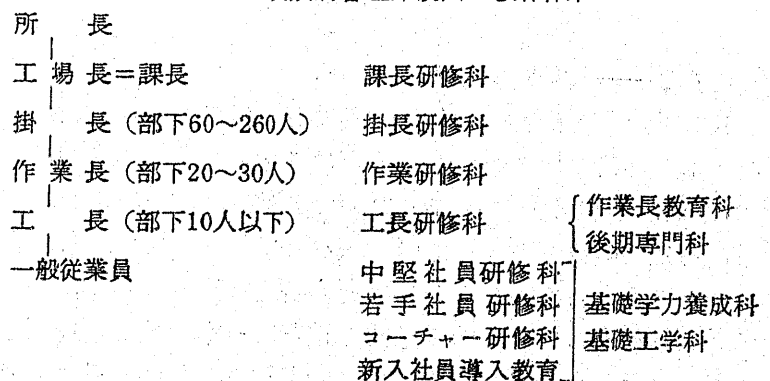 所　　長
工 場 長＝課長　　課長研修科
掛　　長（部下60～260人）　　掛長研修科
作 業 長（部下20～30人）　　作業研修科
工　　長（部下10人以下）　　工長研修科　　作業長教育科
後期専門科
一般従業員　　中堅社員研修科
若手社員研修科　　基礎学力養成科
コーチャー研修科　　基礎工学科
新入社員導入教育